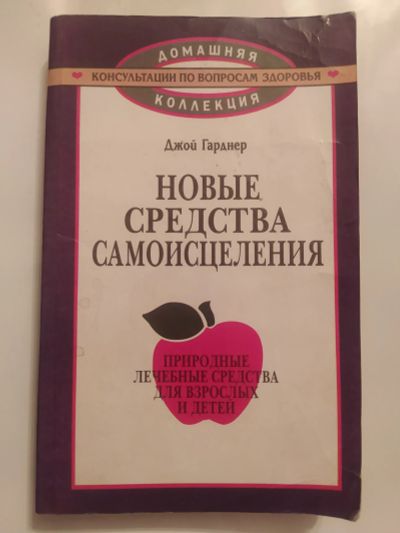 ДОМАШНЯЯ
КОНСУЛЬТАЦИИ ПО ВОПРОСАМ ЗДОРОВЬЯ
КОЛЛЕКЦИЯ
Джой Гарднер
НОВЫЕ
СРЕДСТВА
САМОИСЦЕЛЕНИЯ
ПРИРОДНЫЕ
ЛЕЧЕБНЫЕ СРЕДСТВА
ДЛЯ ВЗРОСЛЫХ
И ДЕТЕЙ